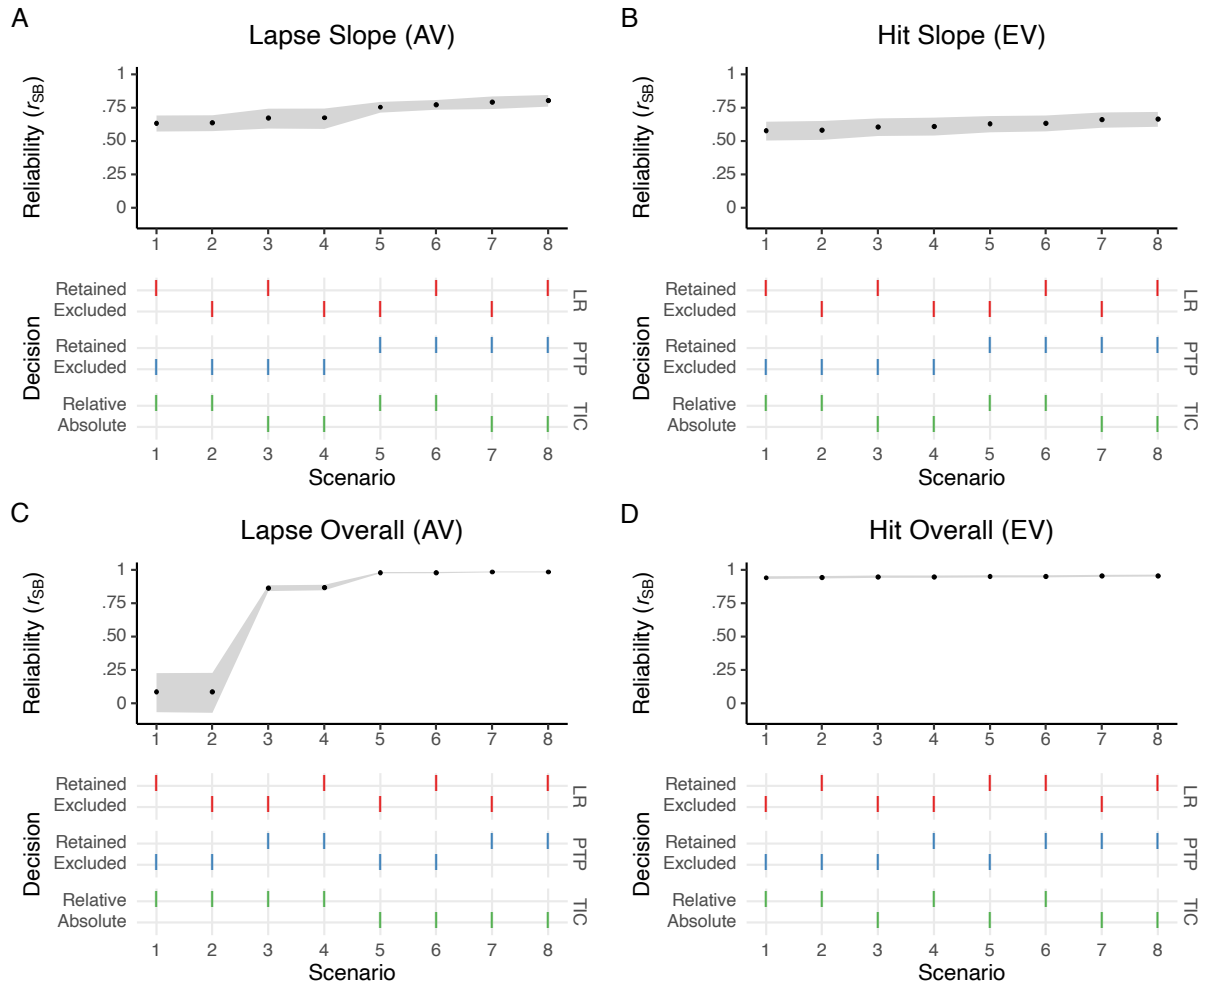 A
Lapse Slope (AV)
Reliability (rSB)
1
.75
.50
.25
0
1 2 3 4 5 6 7 8
Decision
Retained
Excluded
LR
Retained
Excluded
PTP
Relative
Absolute
TIC
1 2 3 4 5 6 7 8
Scenario
B
Hit Slope (EV)
Reliability (rSB)
1
.75
.50
.25
0
1 2 3 4 5 6 7 8
Decision
Retained
Excluded
LR
Retained
Excluded
PTP
Relative
Absolute
TIC
1 2 3 4 5 6 7 8
Scenario
C
Lapse Overall (AV)
Reliability (rSB)
1
.75
.50
.25
0
1 2 3 4 5 6 7 8
Decision
Retained
Excluded
LR
Retained
Excluded
PTP
Relative
Absolute
TIC
1 2 3 4 5 6 7 8
Scenario
D
Hit Overall (EV)
Reliability (rSB)
1
.75
.50
.25
0
1 2 3 4 5 6 7 8
Decision
Retained
Excluded
LR
Retained
Excluded
PTP
Relative
Absolute
TIC
1 2 3 4 5 6 7 8
Scenario